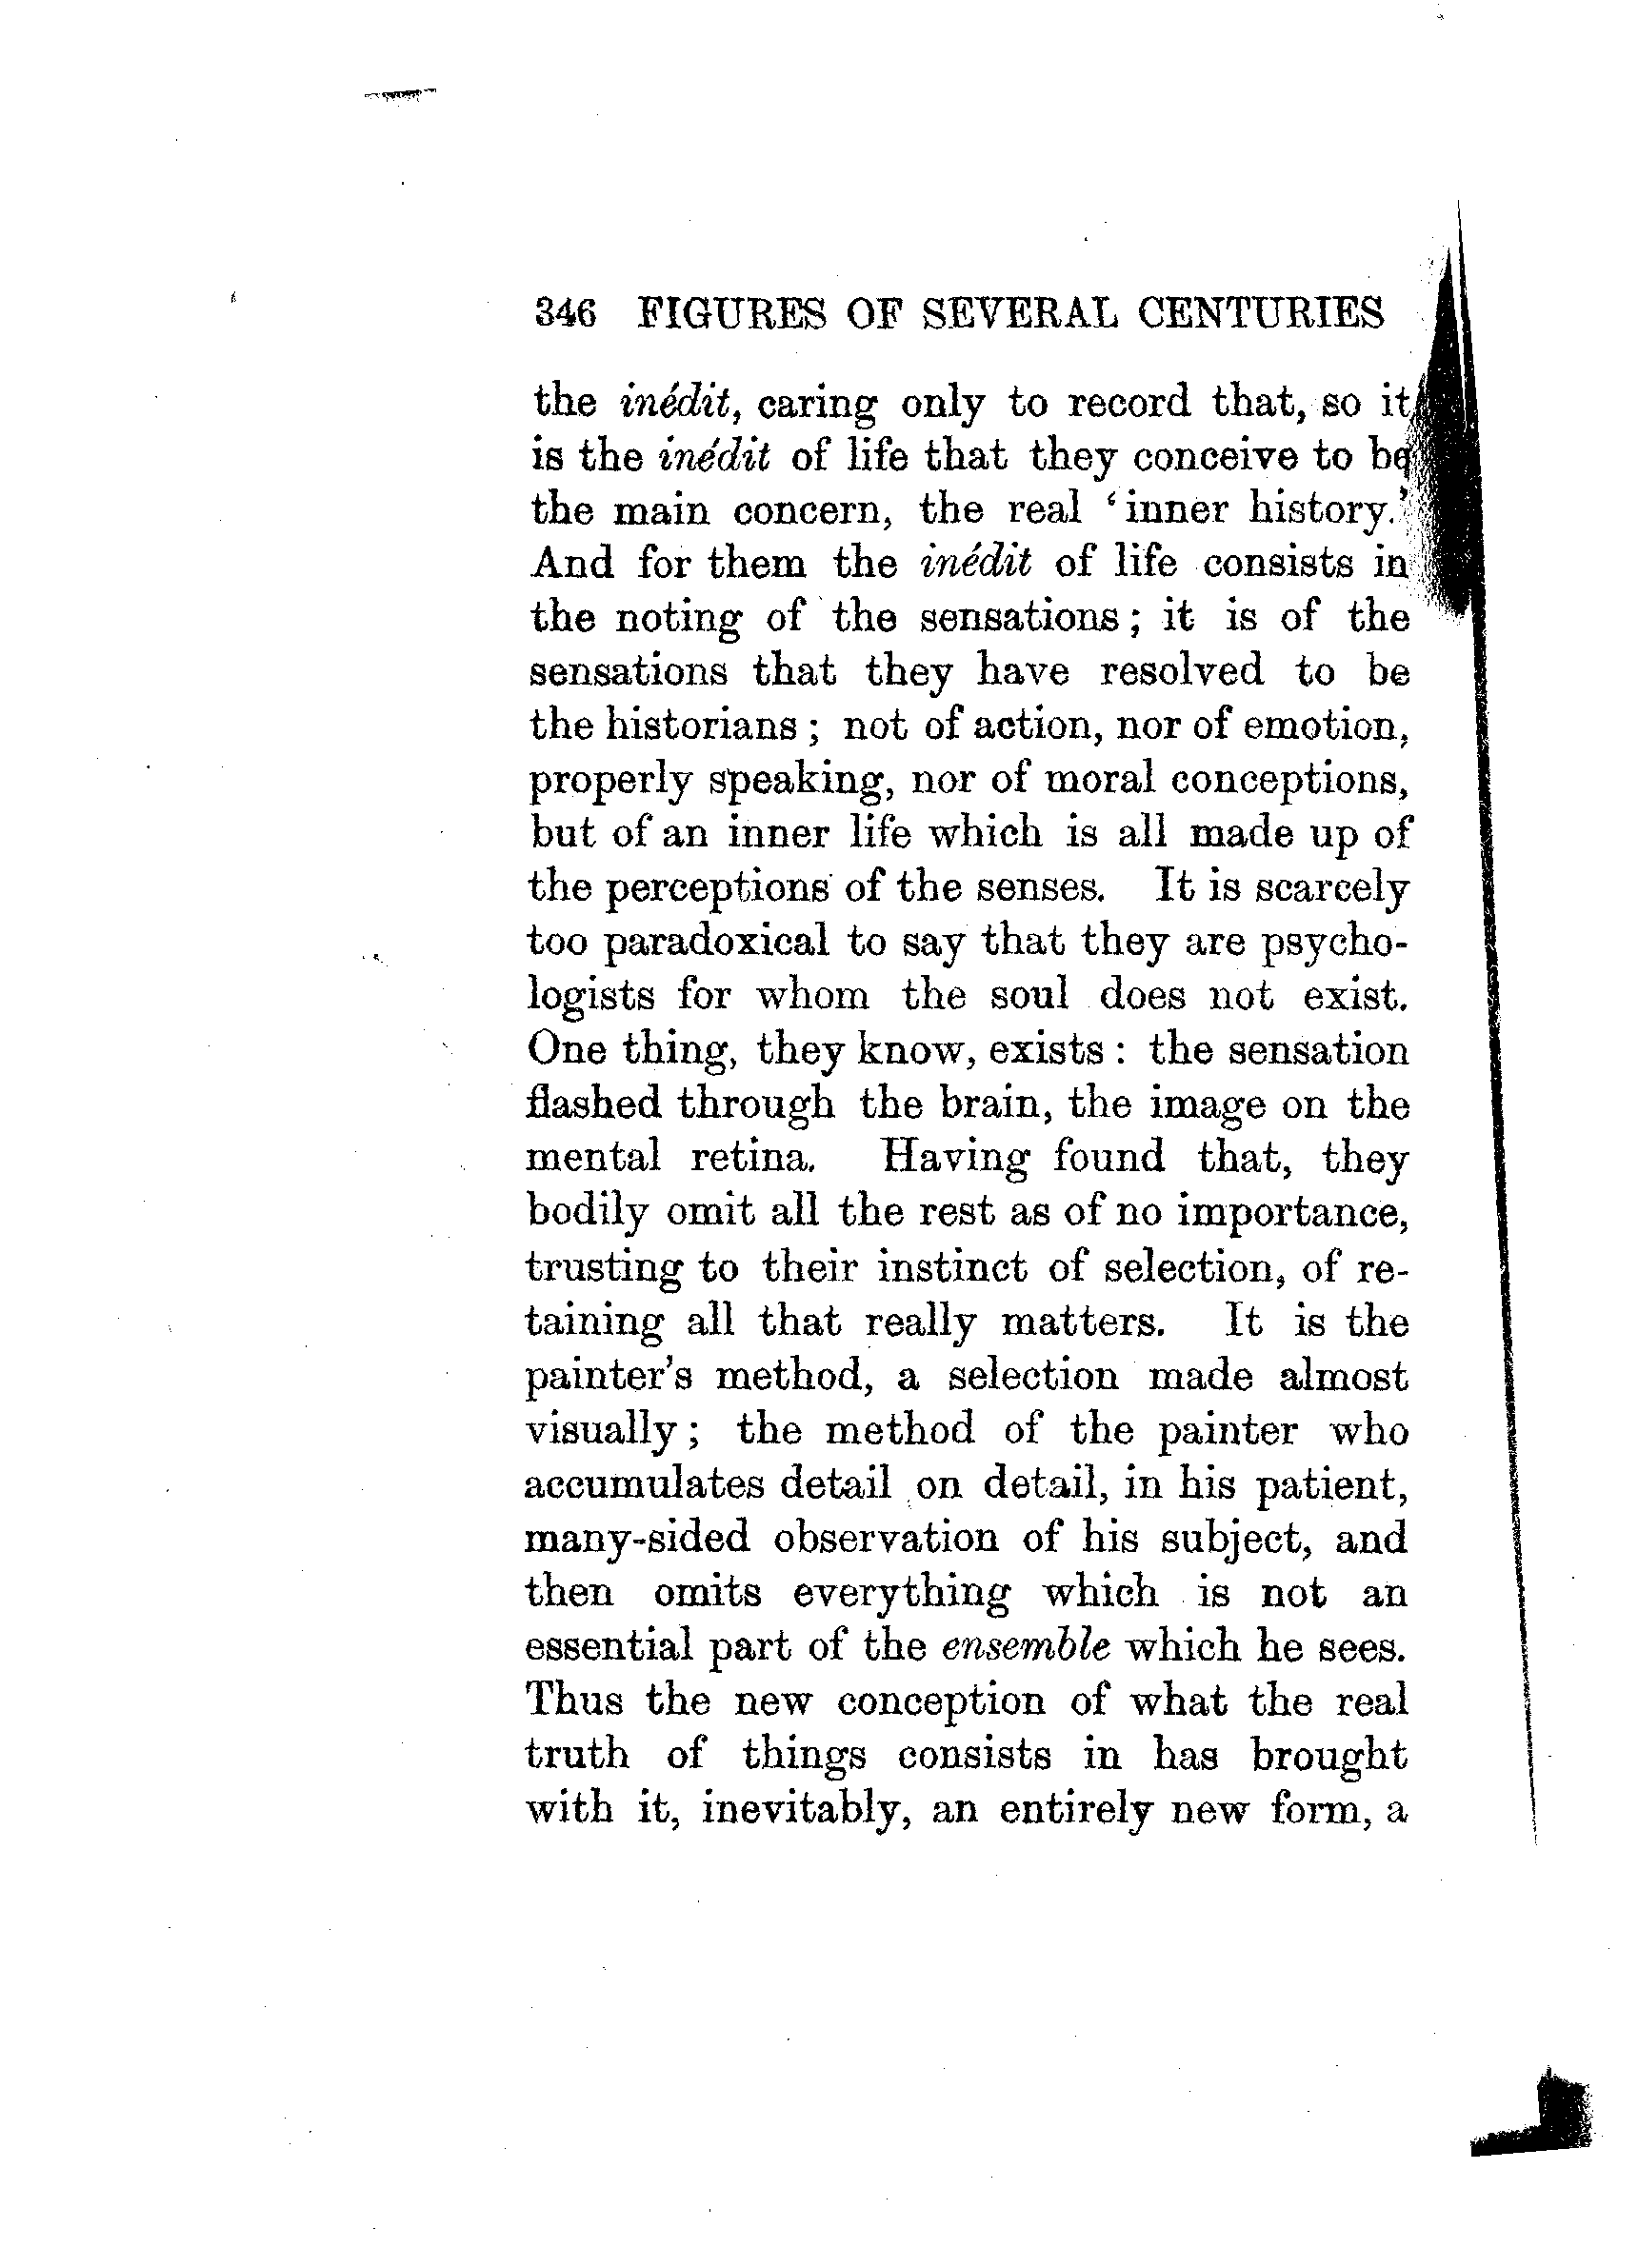 346 FIGURES OF SEVERAL CENTURIES
the inédit, caring only to record that, so it
is the inédit of life that they conceive to be
the main concern, the real ‘inner history.’
And for them the inédit of life consists in
the noting of the sensations; it is of the
sensations that they have resolved to be
the historians; not of action, nor of emotion,
properly speaking, nor of moral conceptions,
but of an inner life which is all made up of
the perceptions of the senses. It is scarcely
too paradoxical to say that they are psycho-
logists for whom the soul does not exist.
One thing, they know, exists: the sensation
flashed through the brain, the image on the
mental retina. Having found that, they
bodily omit all the rest as of no importance,
trusting to their instinct of selection, of re-
taining all that really matters. It is the
painter's method, a selection made almost
visually; the method of the painter who
accumulates detail on detail, in his patient,
many-sided observation of his subject, and
then omits everything which is not an
essential part of the ensemble which he sees.
Thus the new conception of what the real
truth of things consists in has brought
with it, inevitably, an entirely new form, a